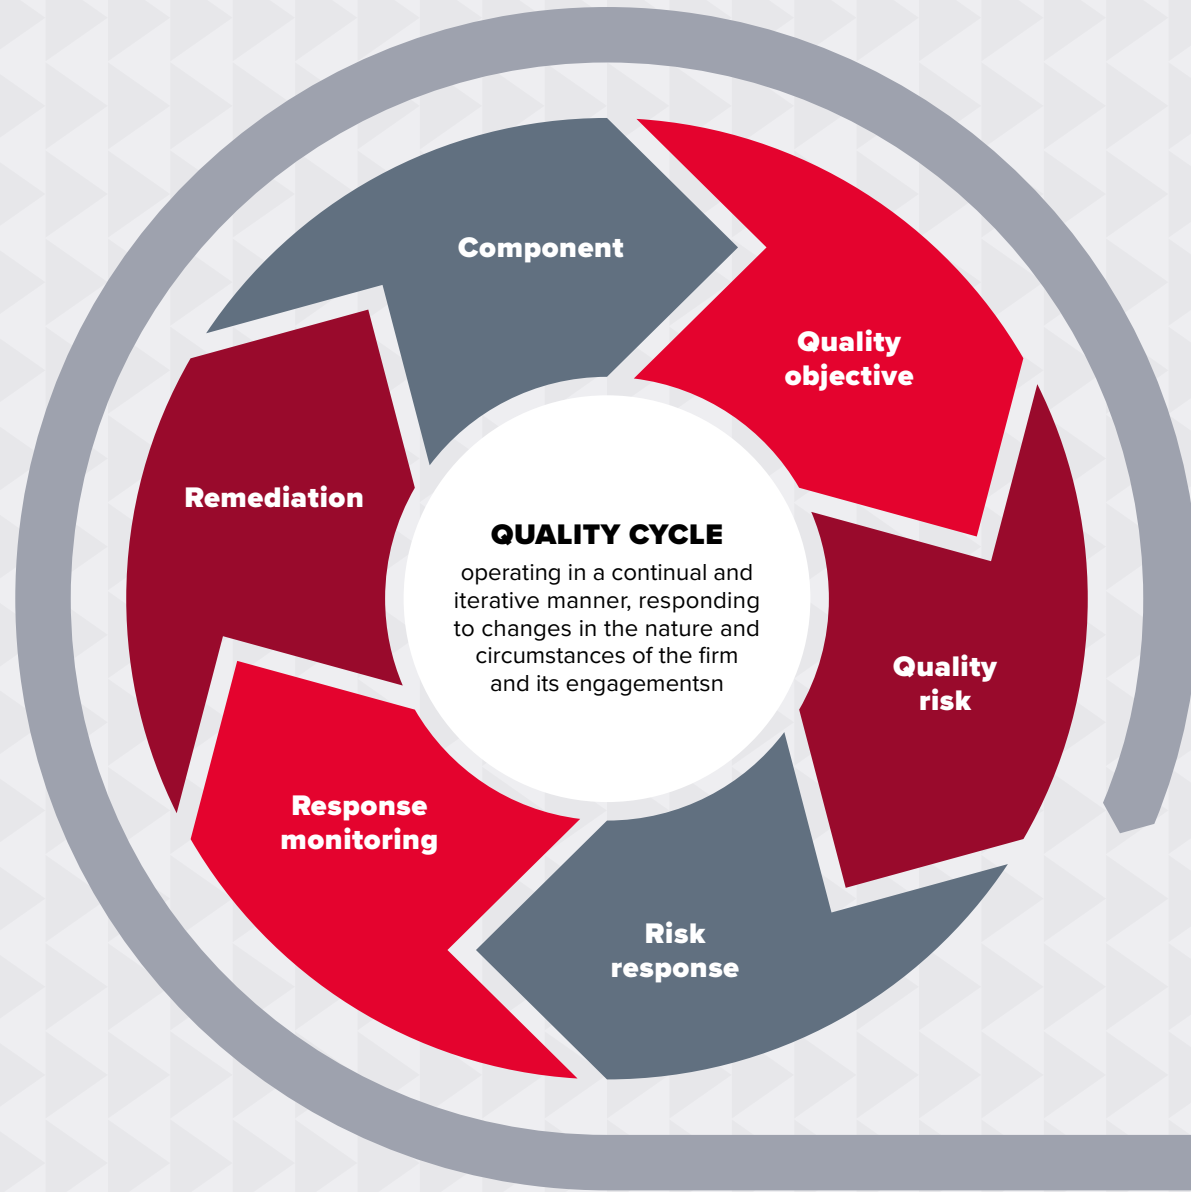 Component
Quality
objective
Quality
risk
Risk
response
Response
monitoring
Remediation
QUALITY CYCLE
operating in a continual and
iterative manner, responding
to changes in the nature and
circumstances of the firm
and its engagementsn